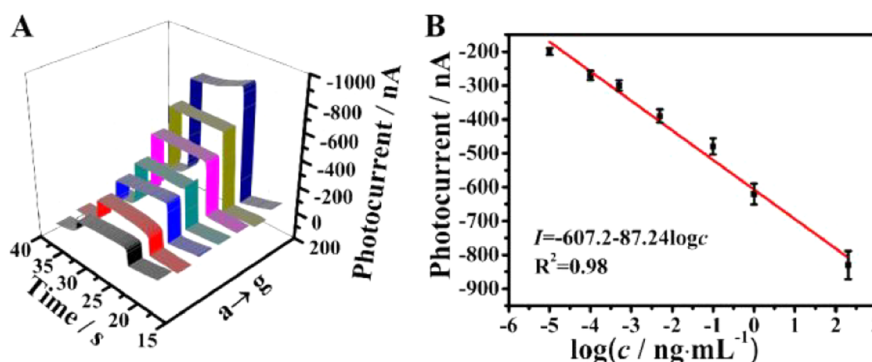 A
Photocurrent / nA
-1000
-800
-600
-400
-200
0
200
40
35
30
25
20
15
Time / s
a→g
B
Photocurrent / nA
-200
-300
-400
-500
-600
-700
-800
-900
I=-607.2-87.24logc
R²=0.98
-6 -5 -4 -3 -2 -1 0 1 2 3
log(c / ng·mL⁻¹)